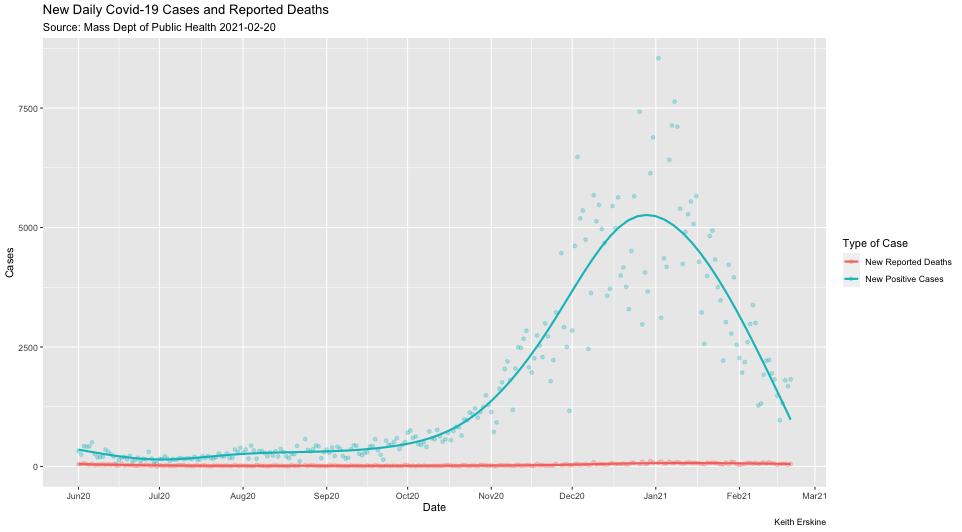 New Daily Covid-19 Cases and Reported Deaths
Source: Mass Dept of Public Health 2021-02-20
7500
5000
2500
0
Cases
Jun20 Jul20 Aug20 Sep20 Oct20 Nov20 Dec20 Jan21 Feb21 Mar21
Date
Type of Case
New Reported Deaths
New Positive Cases
Keith Erskine